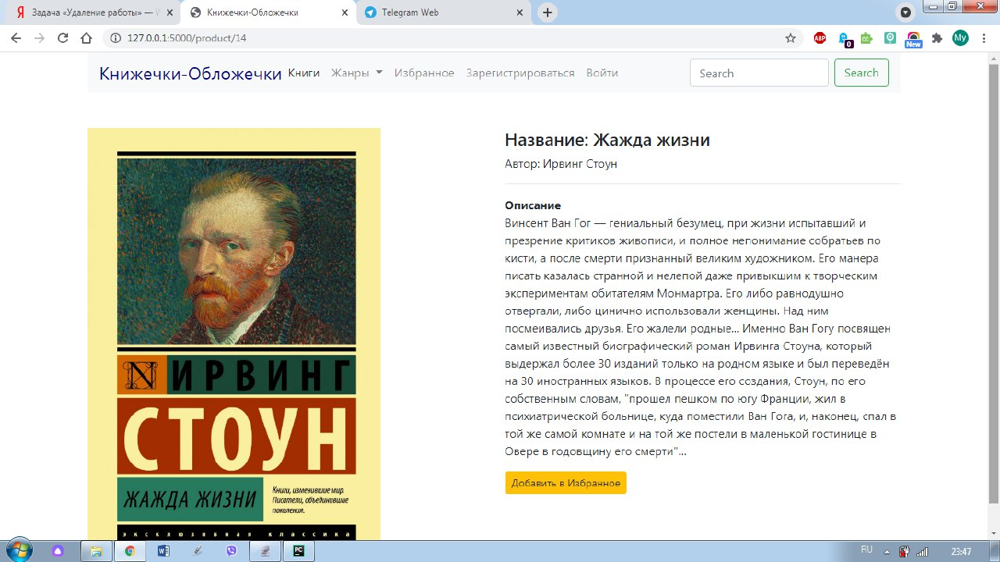 Задача «Удаление работы» —
Книжечки-Обложечки
Telegram Web
127.0.0.1:5000/product/14
ABP
0
New
My
Книжечки-Обложечки Книги Жанры Избранное Зарегистрироваться Войти Search Search
Название: Жажда жизни
Автор: Ирвинг Стоун
Описание
Винсент Ван Гог — гениальный безумец, при жизни испытавший и
презрение критиков живописи, и полное непонимание собратьев по
кисти, а после смерти признанный великим художником. Его манера
писать казалась странной и нелепой даже привыкшим к творческим
экспериментам обитателям Монмартра. Его либо равнодушно
отвергали, либо цинично использовали женщины. Над ним
посмеивались друзья. Его жалели родные... Именно Ван Гогу посвящен
самый известный биографический роман Ирвинга Стоуна, который
выдержал более 30 изданий только на родном языке и был переведён
на 30 иностранных языков. В процессе его создания, Стоун, по его
собственным словам, "прошел пешком по югу Франции, жил в
психиатрической больнице, куда поместили Ван Гога, и, наконец, спал в
той же самой комнате и на той же постели в маленькой гостинице в
Овере в годовщину его смерти"...
Добавить в Избранное
N ИРВИНГ
СТОУН
ЖАЖДА ЖИЗНИ
Книги, изменившие мир.
Писатели, объединившие
поколения.
эксклюзивная классика
RU
23:47